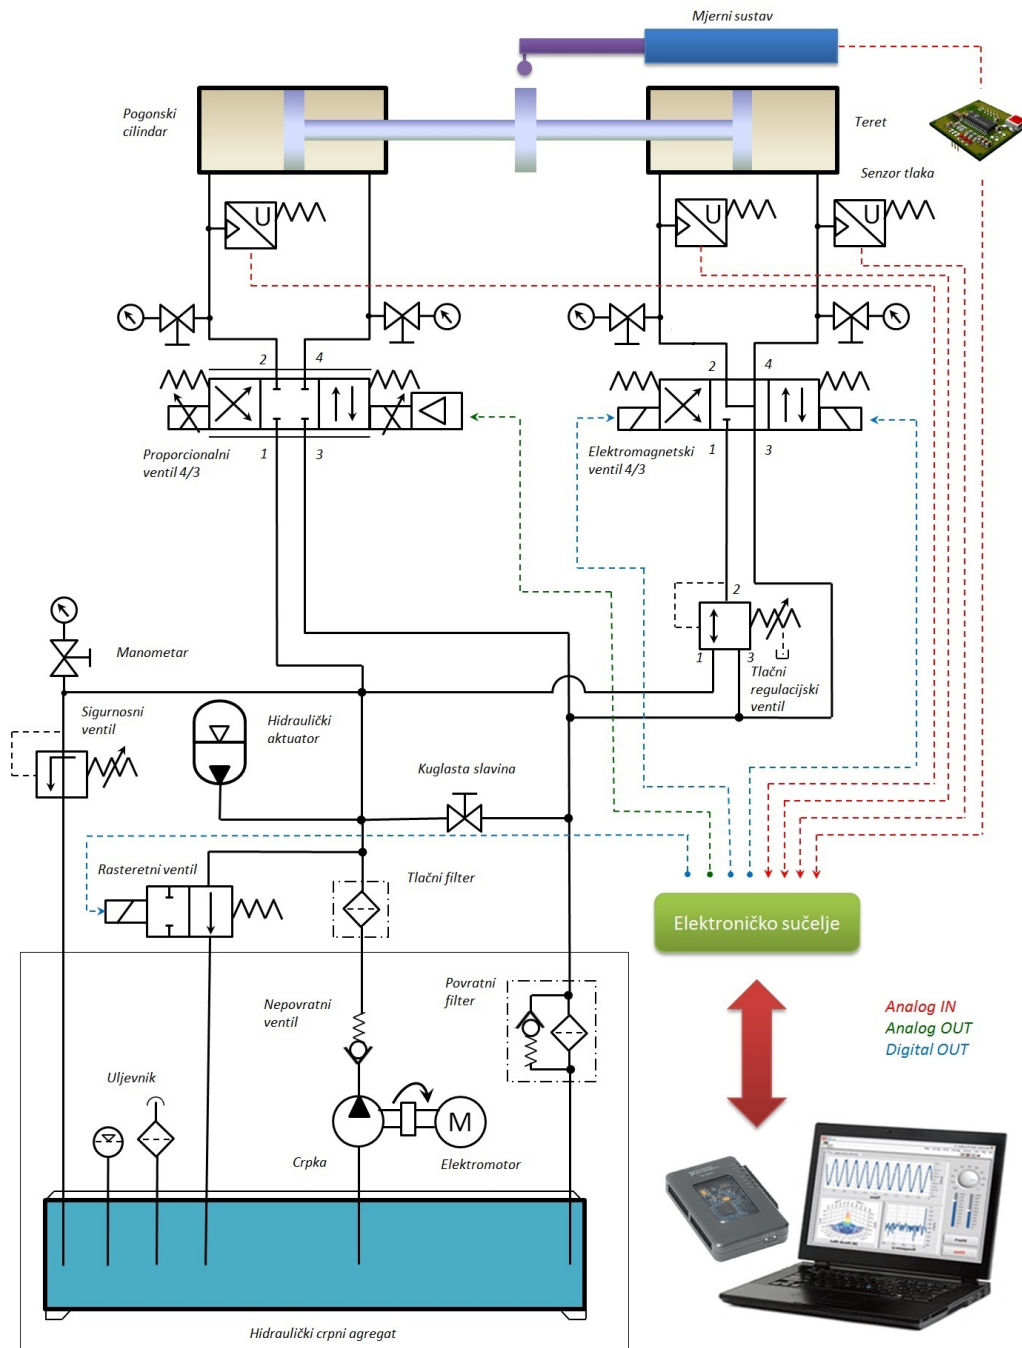 Mjerni sustav
Pogonski
cilindar
Teret
Senzor tlaka
U
U
U
2
4
2
4
Proporcionalni
ventil 4/3
1
3
Elektromagnetski
ventil 4/3
1
3
2
1
3
Tlačni
regulacijski
ventil
Manometar
Sigurnosni
ventil
Hidraulički
aktuator
Kuglasta slavina
Rasteretni ventil
Tlačni filter
Elektroničko sučelje
Nepovratni
ventil
Povratni
filter
Analog IN
Analog OUT
Digital OUT
Uljevnik
M
Crpka
Elektromotor
Hidraulički crpni agregat